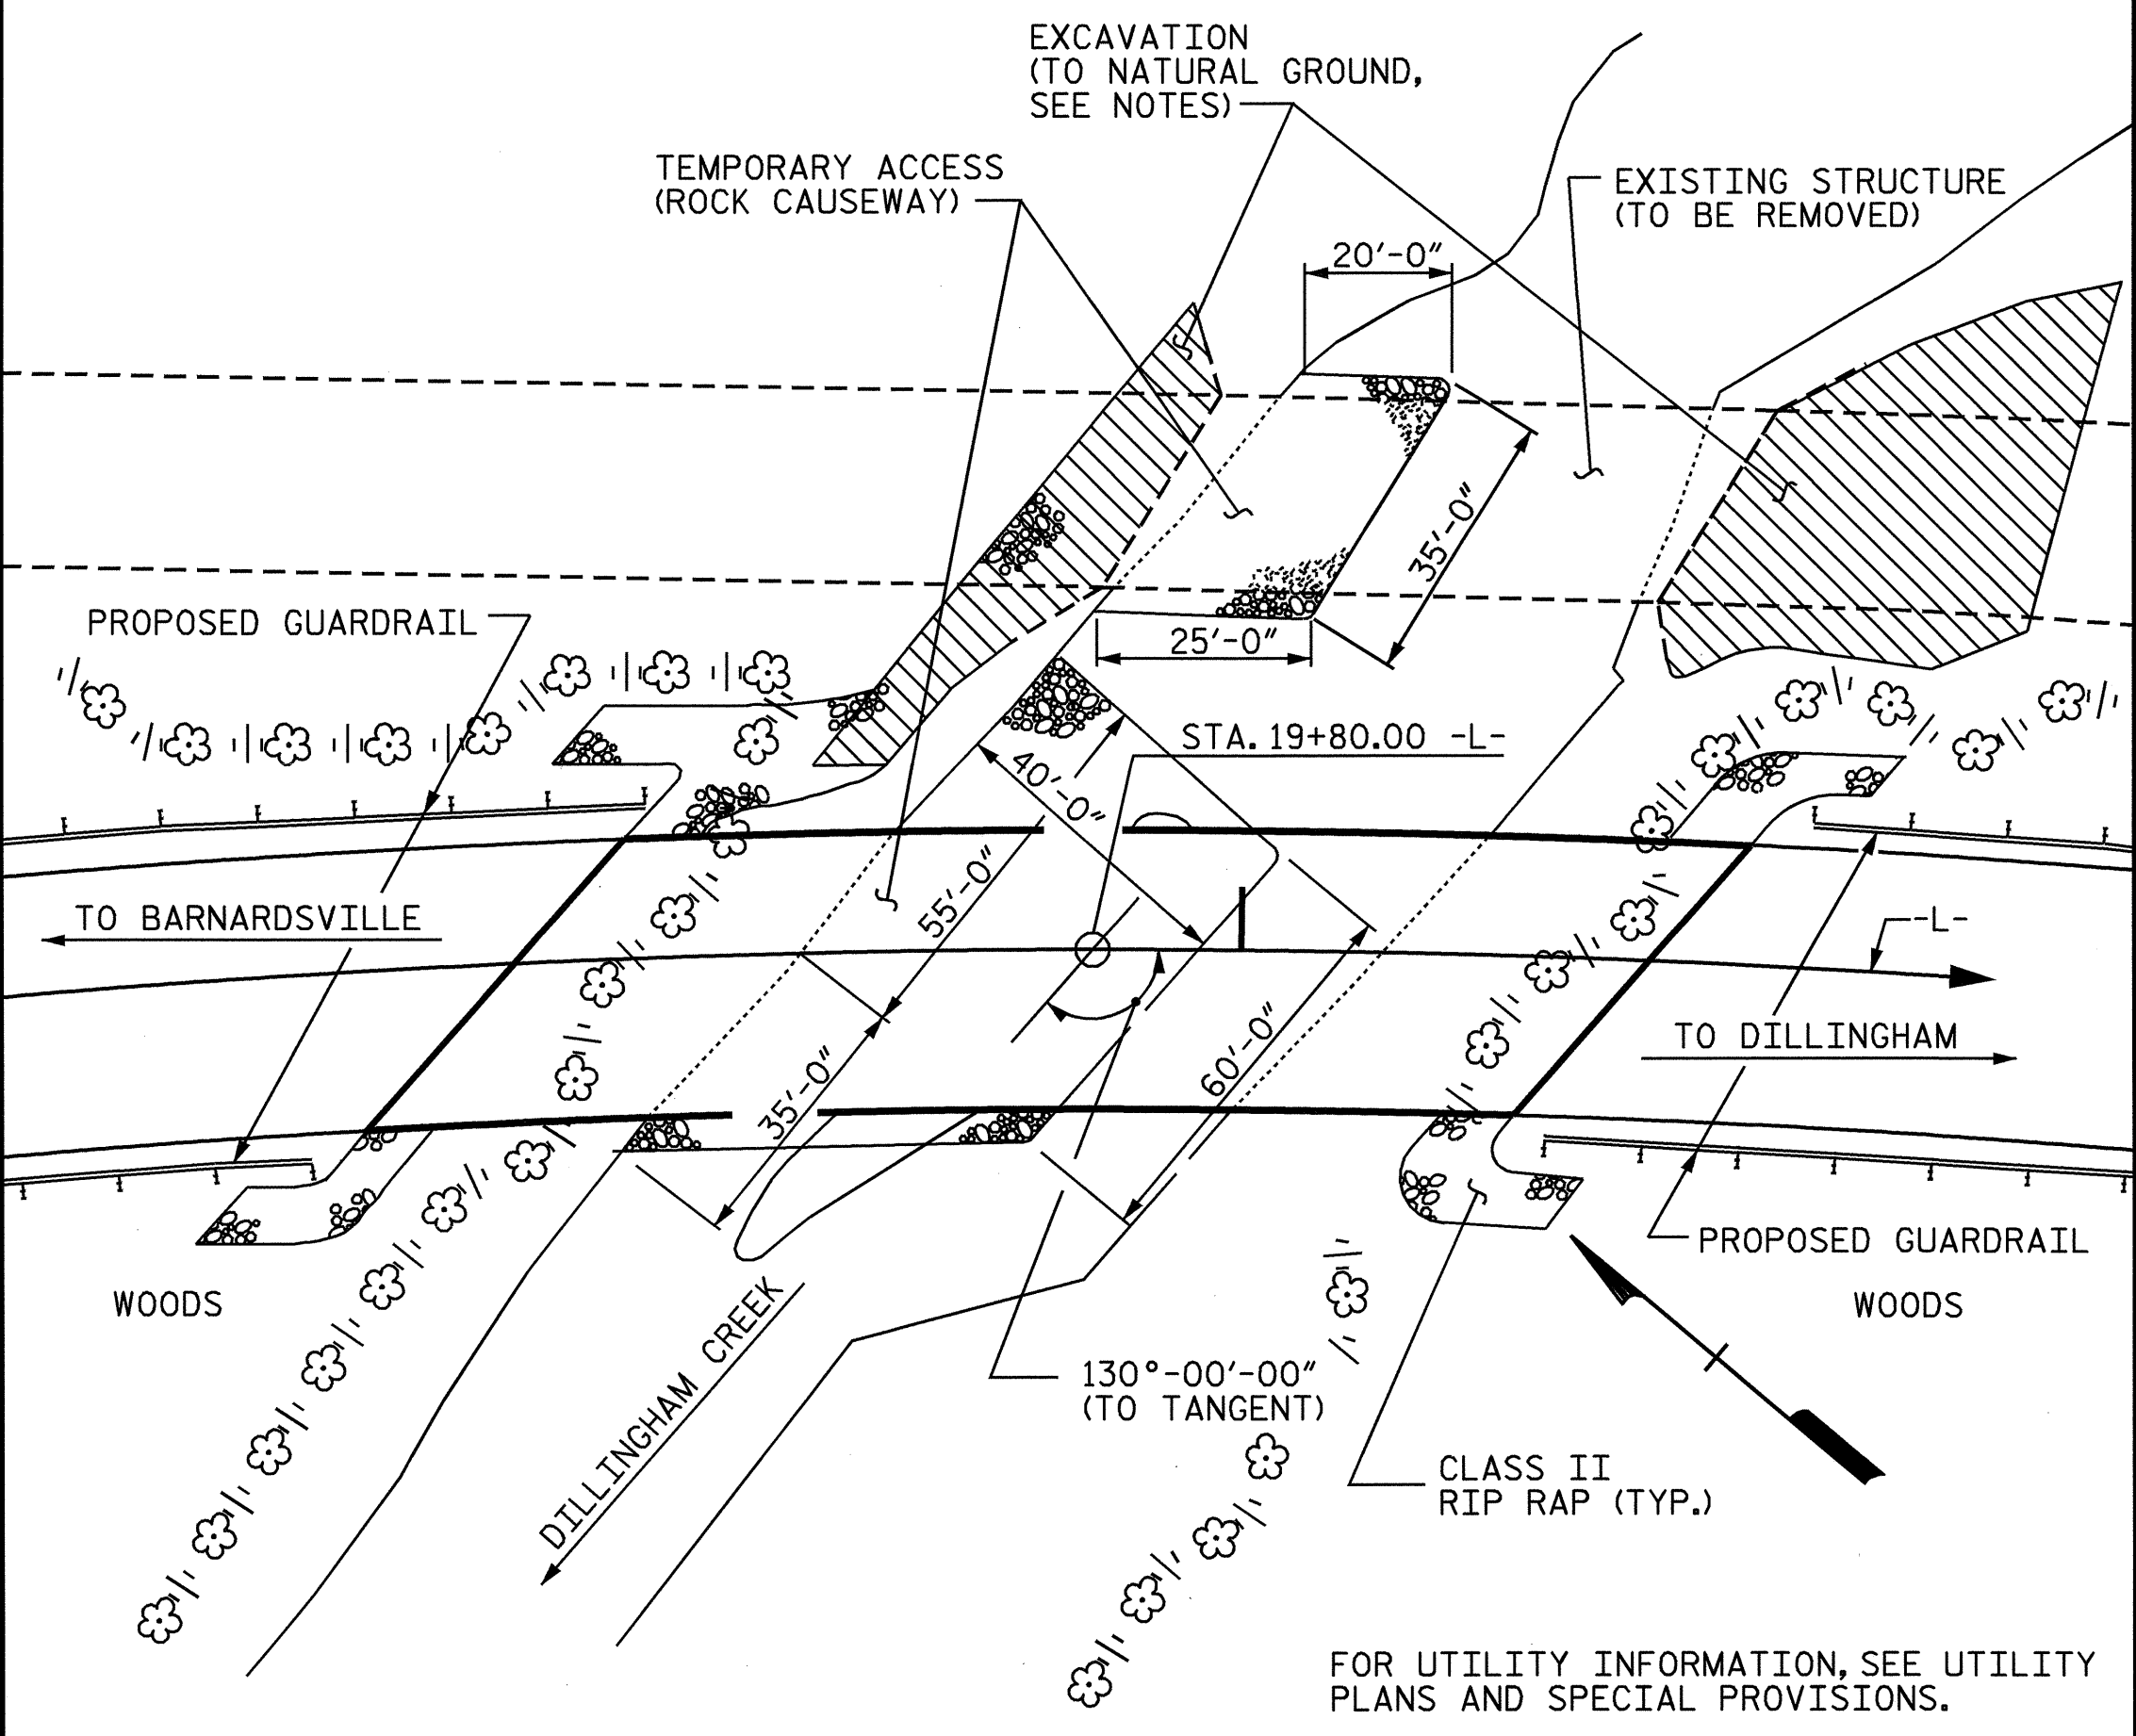 EXCAVATION
(TO NATURAL GROUND,
SEE NOTES)
TEMPORARY ACCESS
(ROCK CAUSEWAY)
EXISTING STRUCTURE
(TO BE REMOVED)
20'-0"
35'-0"
25'-0"
PROPOSED GUARDRAIL
STA. 19+80.00 -L-
40'-0"
55'-0"
TO BARNARDSVILLE
-L-
TO DILLINGHAM
60'-0"
35'-0"
PROPOSED GUARDRAIL
WOODS
WOODS
DILLINGHAM CREEK
130°-00'-00"
(TO TANGENT)
CLASS II
RIP RAP (TYP.)
FOR UTILITY INFORMATION, SEE UTILITY
PLANS AND SPECIAL PROVISIONS.